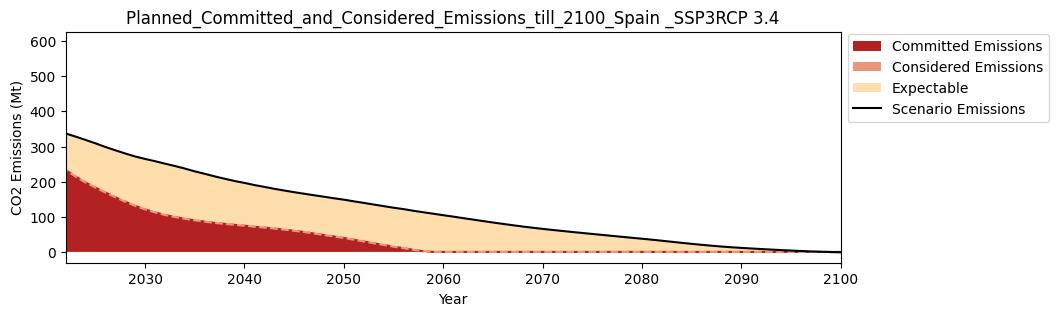 Planned_Committed_and_Considered_Emissions_till_2100_Spain _SSP3RCP 3.4
600
500
400
300
200
100
0
CO2 Emissions (Mt)
2030
2040
2050
2060
2070
2080
2090
2100
Year
Committed Emissions
Considered Emissions
Expectable
Scenario Emissions